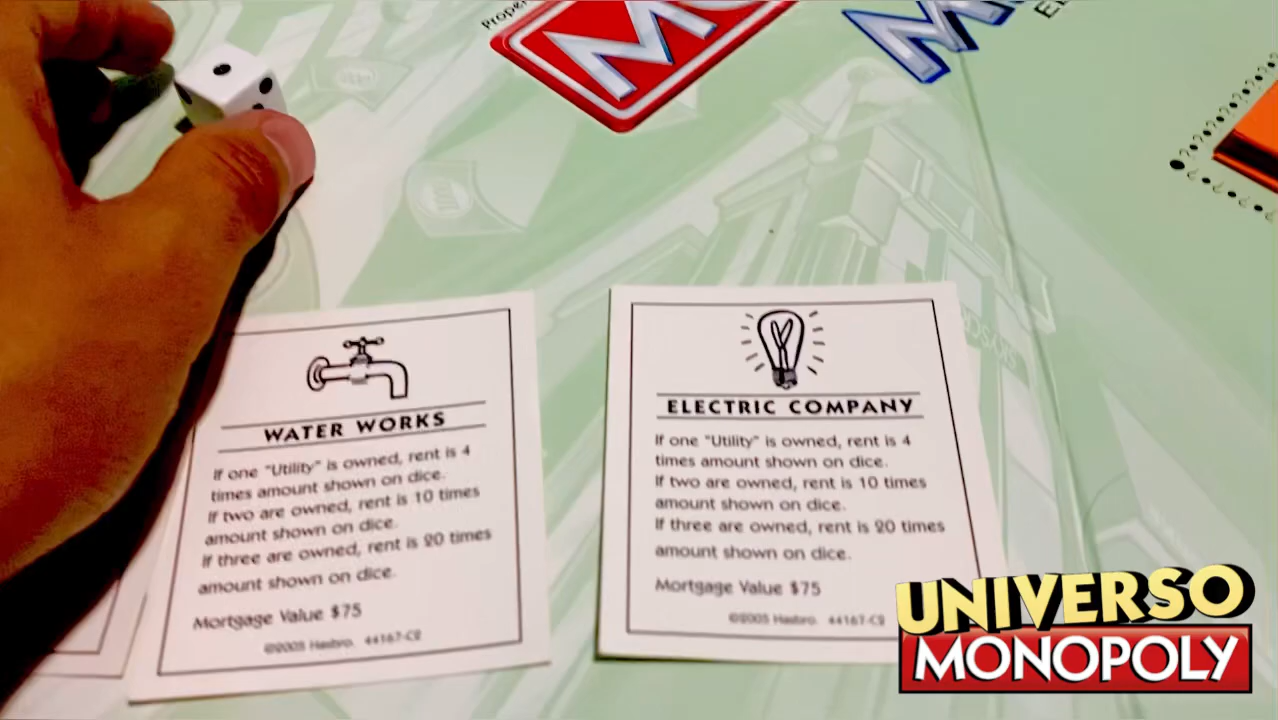 WATER WORKS
If one "Utility" is owned, rent is 4
times amount shown on dice.
If two are owned, rent is 10 times
amount shown on dice.
If three are owned, rent is 20 times
amount shown on dice.
Mortgage Value $75
©2005 Hasbro. 44167-C2
ELECTRIC COMPANY
If one "Utility" is owned, rent is 4
times amount shown on dice.
If two are owned, rent is 10 times
amount shown on dice.
If three are owned, rent is 20 times
amount shown on dice.
Mortgage Value $75
©2005 Hasbro. 44167-C2
UNIVERSO
MONOPOLY